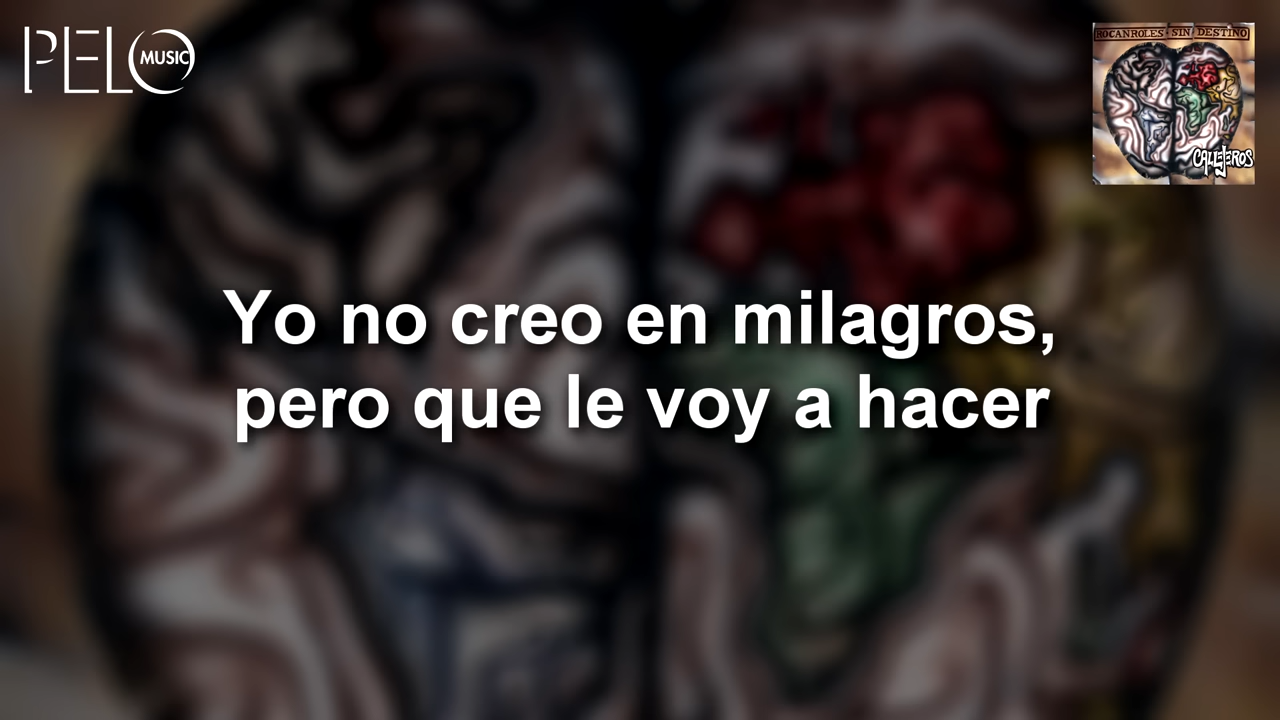 PELO
MUSIC
ROCANROLES SIN DESTINO
CALLEJEROS
Yo no creo en milagros,
pero que le voy a hacer